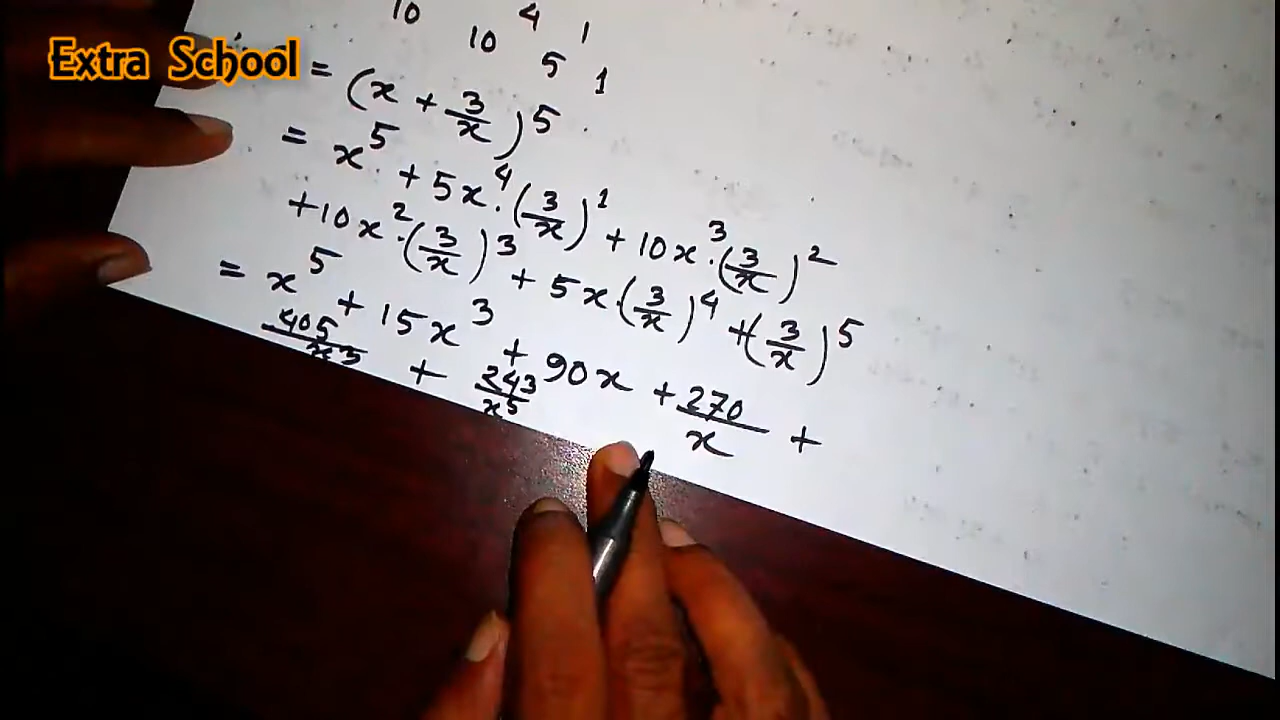 10 4 1
10 5 1
Extra School
= (x + 3/x)^5
= x^5 + 5x^4.(3/x)^1 + 10x^3.(3/x)^2
+10x^2.(3/x)^3 + 5x.(3/x)^4 + (3/x)^5
= x^5 + 15x^3 + 90x + 270/x +
405/x^3 + 243/x^5